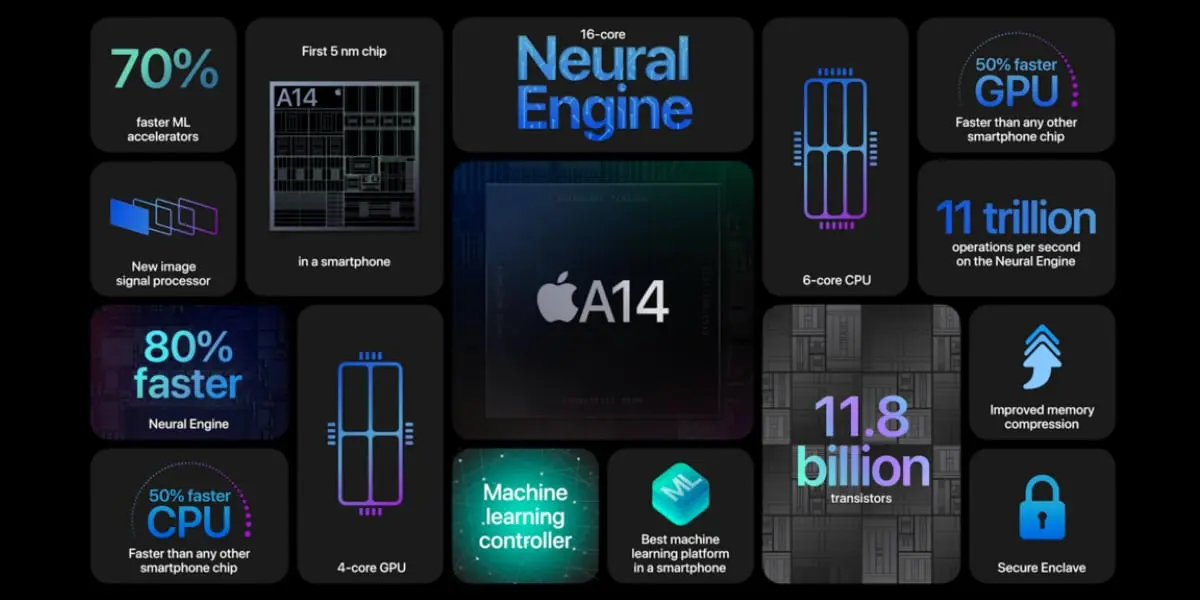 70%
faster ML
accelerators
First 5 nm chip
A14
in a smartphone
16-core
Neural
Engine
6-core CPU
50% faster
GPU
Faster than any other
smartphone chip
New image
signal processor
A14
11 trillion
operations per second
on the Neural Engine
80%
faster
Neural Engine
4-core GPU
11.8
billion
transistors
Improved memory
compression
50% faster
CPU
Faster than any other
smartphone chip
Machine
learning
controller
ML
Best machine
learning platform
in a smartphone
Secure Enclave